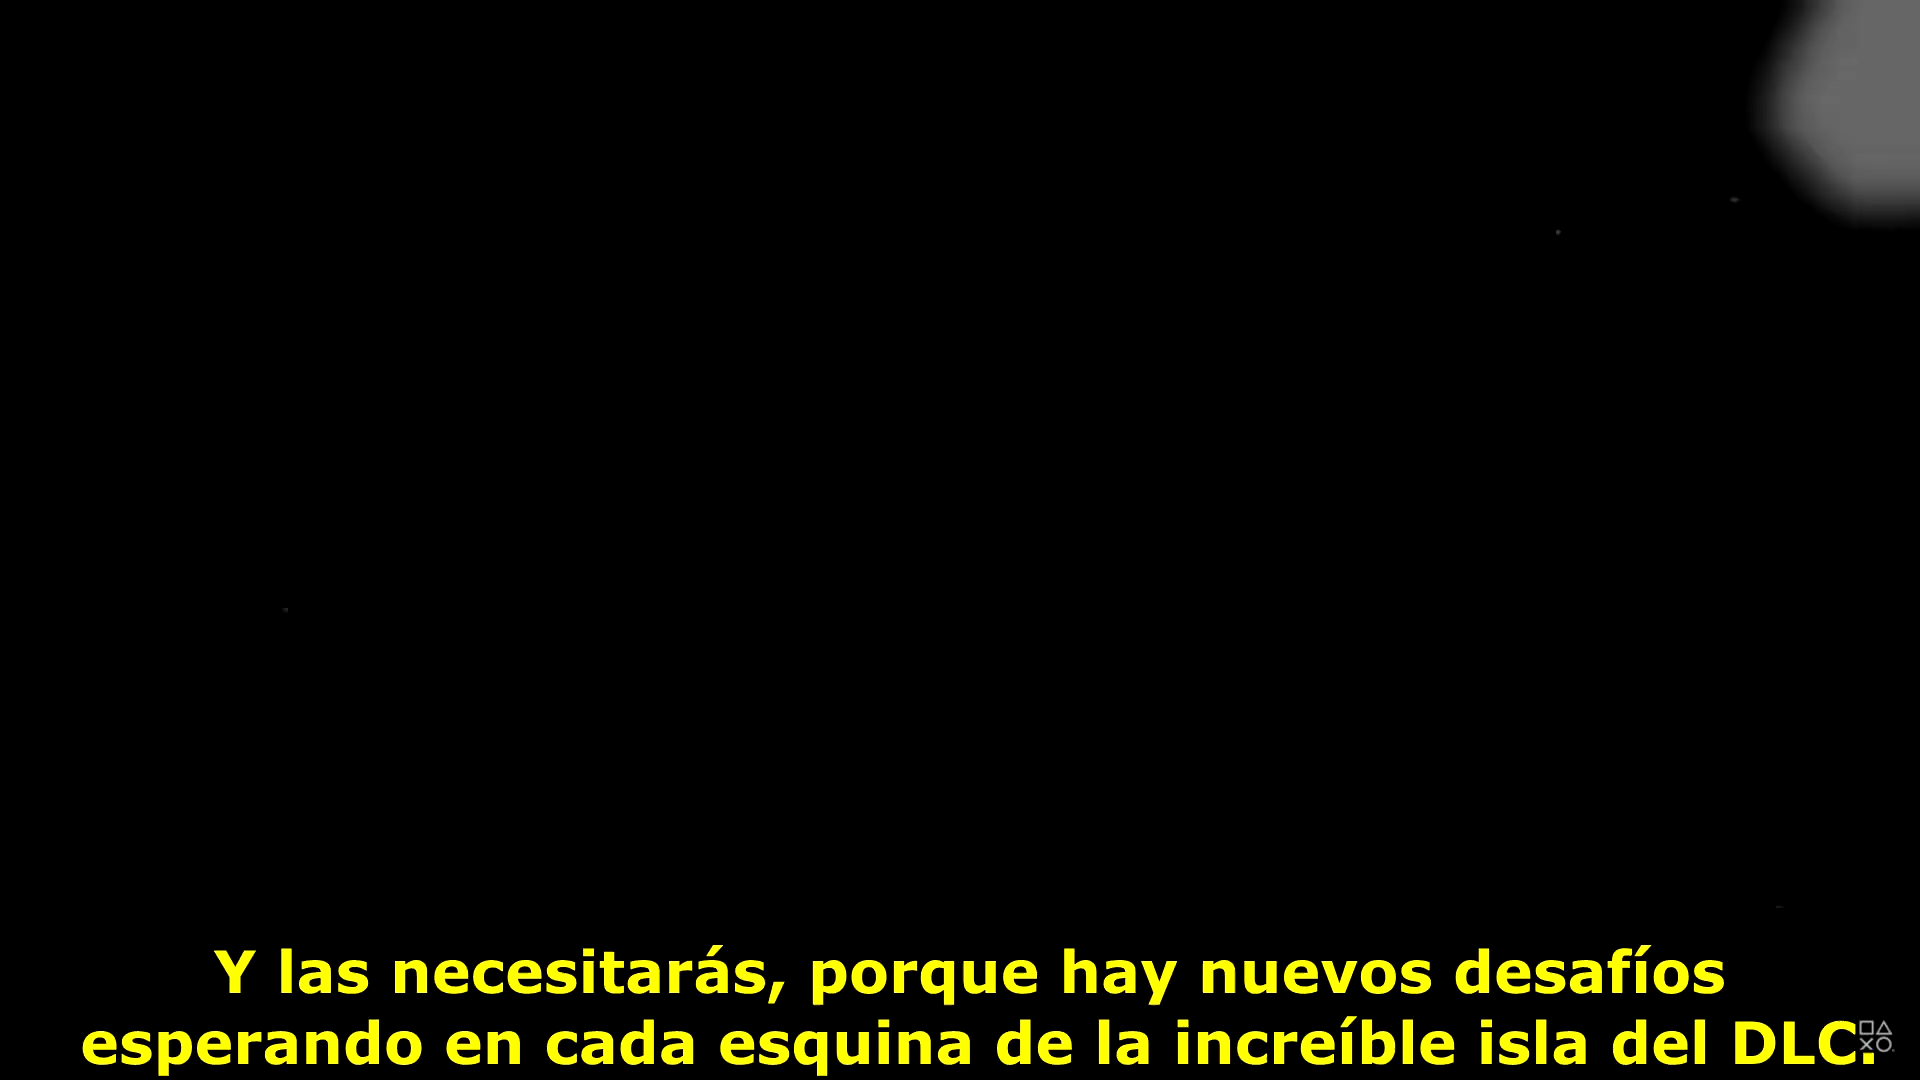 Y las necesitarás, porque hay nuevos desafíos
esperando en cada esquina de la increíble isla del DLC.